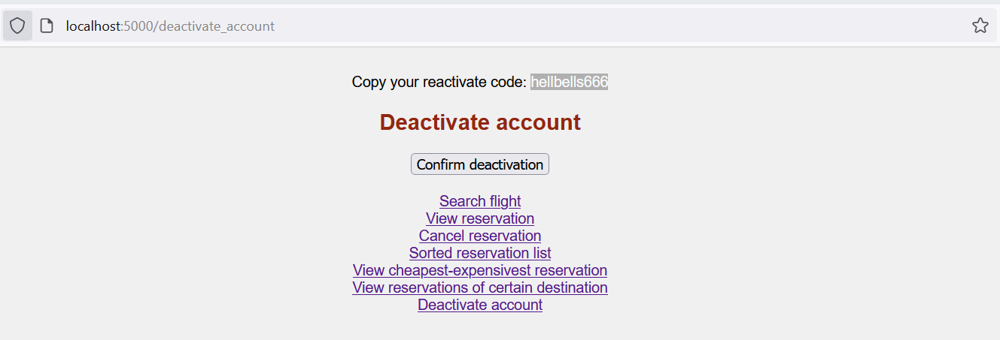 localhost:5000/deactivate_account
Copy your reactivate code: hellbells666
Deactivate account
Confirm deactivation
Search flight
View reservation
Cancel reservation
Sorted reservation list
View cheapest-expensivest reservation
View reservations of certain destination
Deactivate account